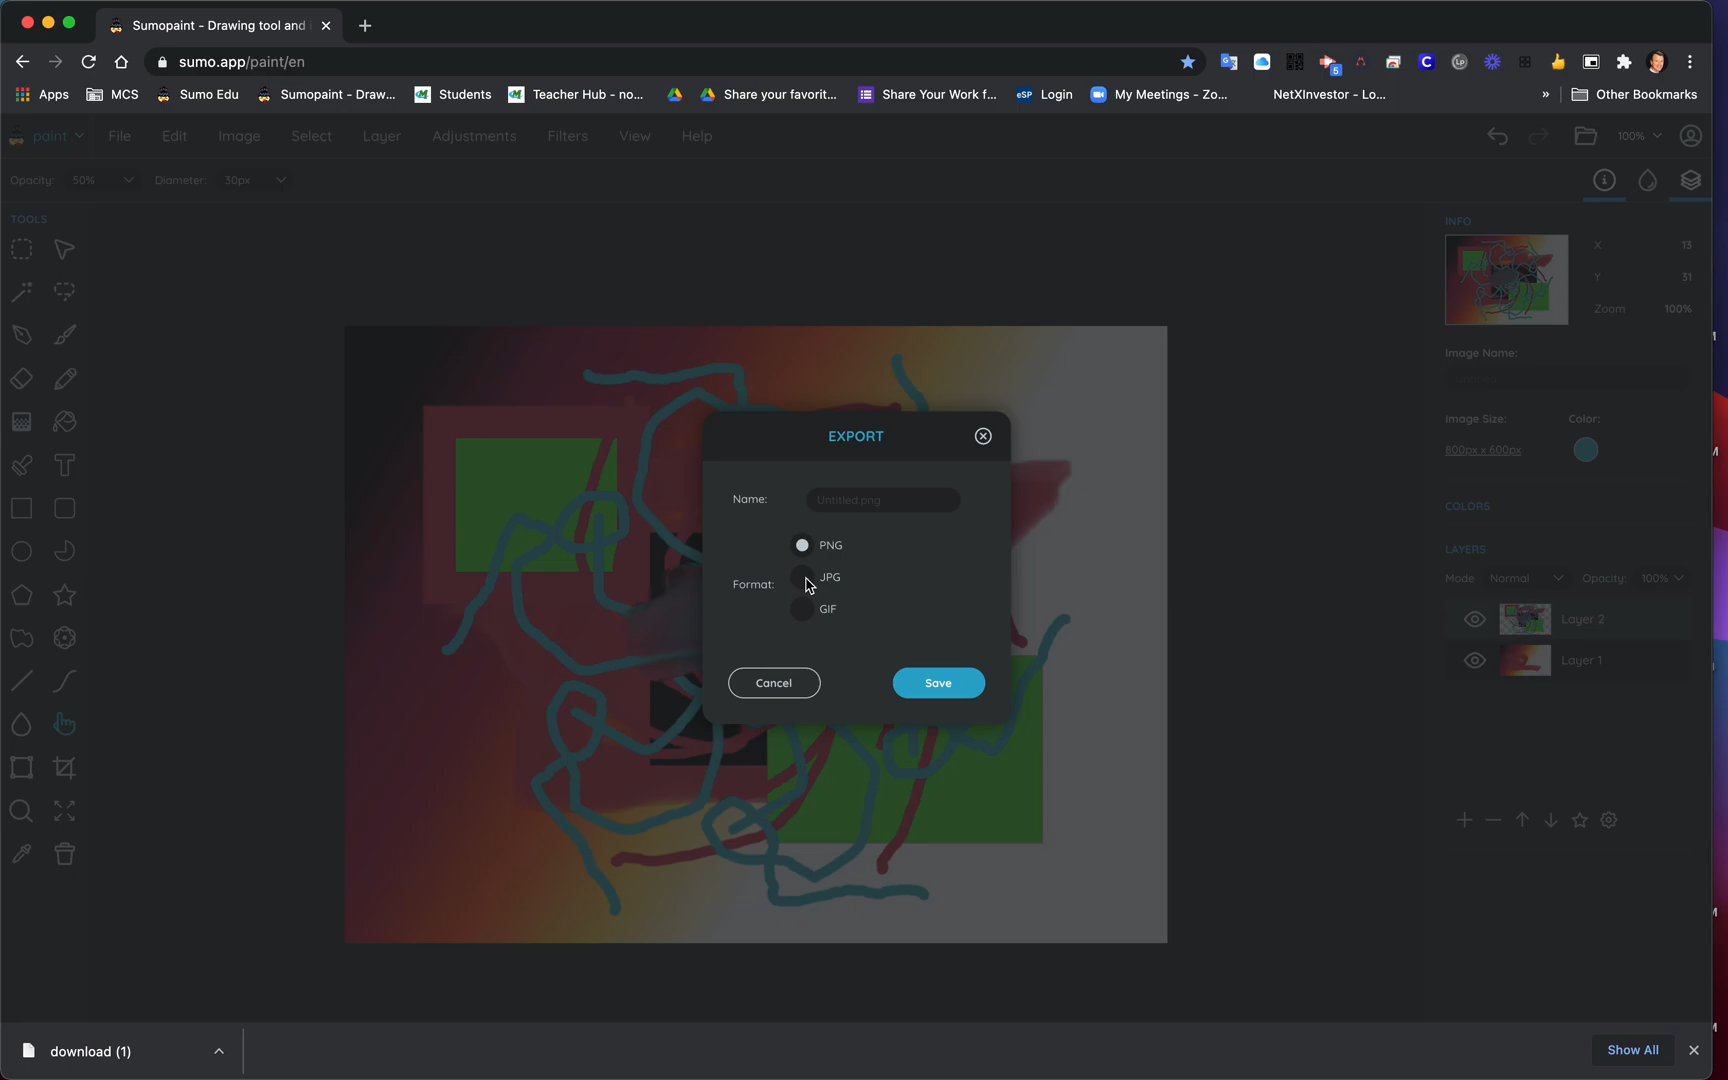 Sumopaint - Drawing tool and
sumo.app/paint/en
5
Apps MCS Sumo Edu Sumopaint - Draw... Students Teacher Hub - no... Share your favorit... Share Your Work f... eSP Login My Meetings - Zo... NetXInvestor - Lo... » Other Bookmarks
paint File Edit Image Select Layer Adjustments Filters View Help 100%
Opacity: 50% Diameter: 30px
TOOLS
INFO
X 13
Y 31
Zoom 100%
Image Name:
Untitled
Image Size: Color:
800px x 600px
COLORS
LAYERS
Mode Normal Opacity: 100%
Layer 2
Layer 1
EXPORT
Name: Untitled.png
PNG
Format: JPG
GIF
Cancel Save
download (1) Show All